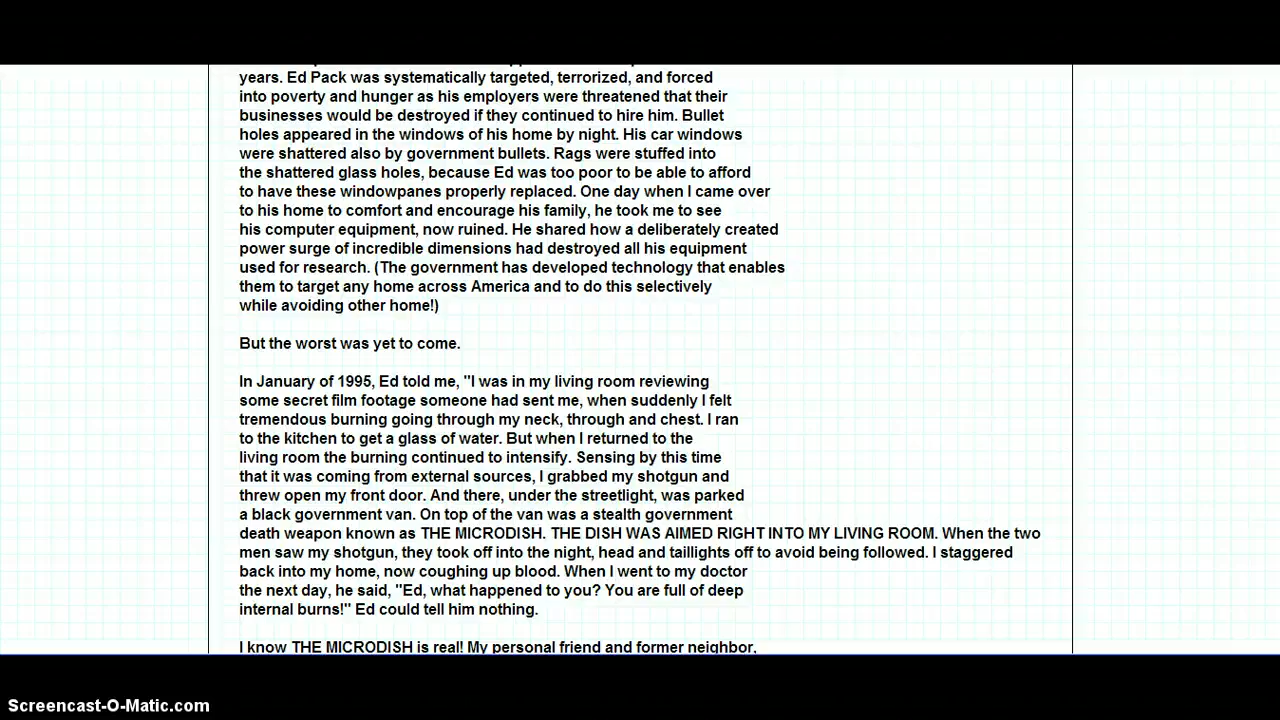 years. Ed Pack was systematically targeted, terrorized, and forced
into poverty and hunger as his employers were threatened that their
businesses would be destroyed if they continued to hire him. Bullet
holes appeared in the windows of his home by night. His car windows
were shattered also by government bullets. Rags were stuffed into
the shattered glass holes, because Ed was too poor to be able to afford
to have these windowpanes properly replaced. One day when I came over
to his home to comfort and encourage his family, he took me to see
his computer equipment, now ruined. He shared how a deliberately created
power surge of incredible dimensions had destroyed all his equipment
used for research. (The government has developed technology that enables
them to target any home across America and to do this selectively
while avoiding other home!)
But the worst was yet to come.
In January of 1995, Ed told me, "I was in my living room reviewing
some secret film footage someone had sent me, when suddenly I felt
tremendous burning going through my neck, through and chest. I ran
to the kitchen to get a glass of water. But when I returned to the
living room the burning continued to intensify. Sensing by this time
that it was coming from external sources, I grabbed my shotgun and
threw open my front door. And there, under the streetlight, was parked
a black government van. On top of the van was a stealth government
death weapon known as THE MICRODISH. THE DISH WAS AIMED RIGHT INTO MY LIVING ROOM. When the two
men saw my shotgun, they took off into the night, head and taillights off to avoid being followed. I staggered
back into my home, now coughing up blood. When I went to my doctor
the next day, he said, "Ed, what happened to you? You are full of deep
internal burns!" Ed could tell him nothing.
I know THE MICRODISH is real! My personal friend and former neighbor,
Screencast-O-Matic.com